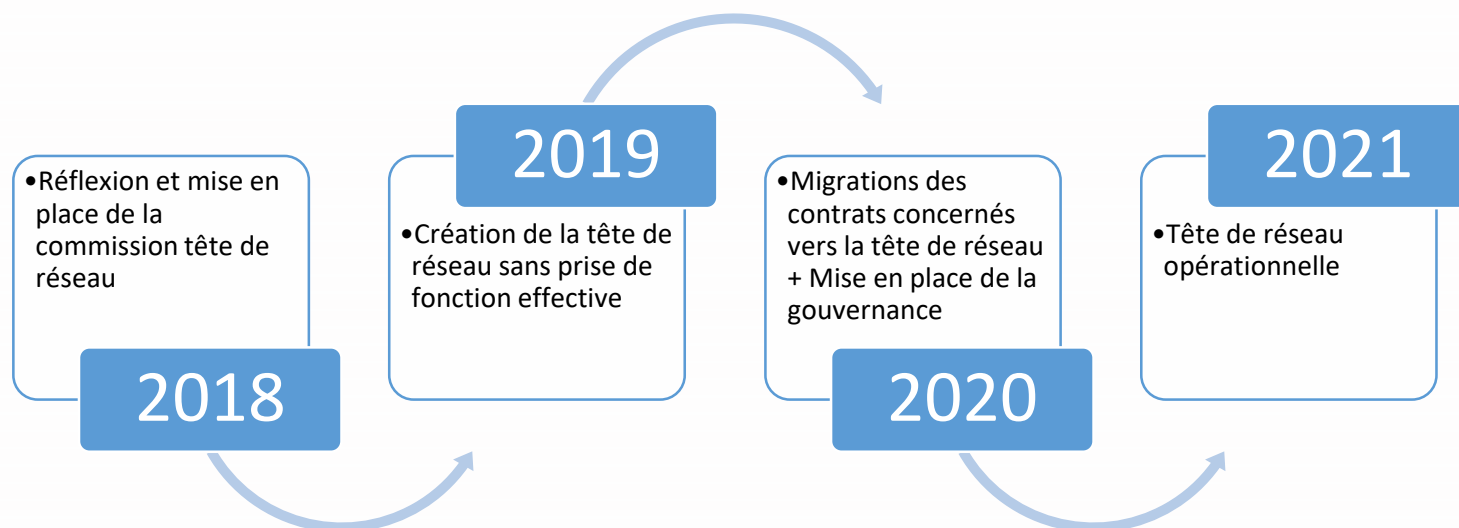 •Réflexion et mise en
place de la
commission tête de
réseau
2018
2019
•Création de la tête de
réseau sans prise de
fonction effective
•Migrations des
contrats concernés
vers la tête de réseau
+ Mise en place de la
gouvernance
2020
2021
•Tête de réseau
opérationnelle